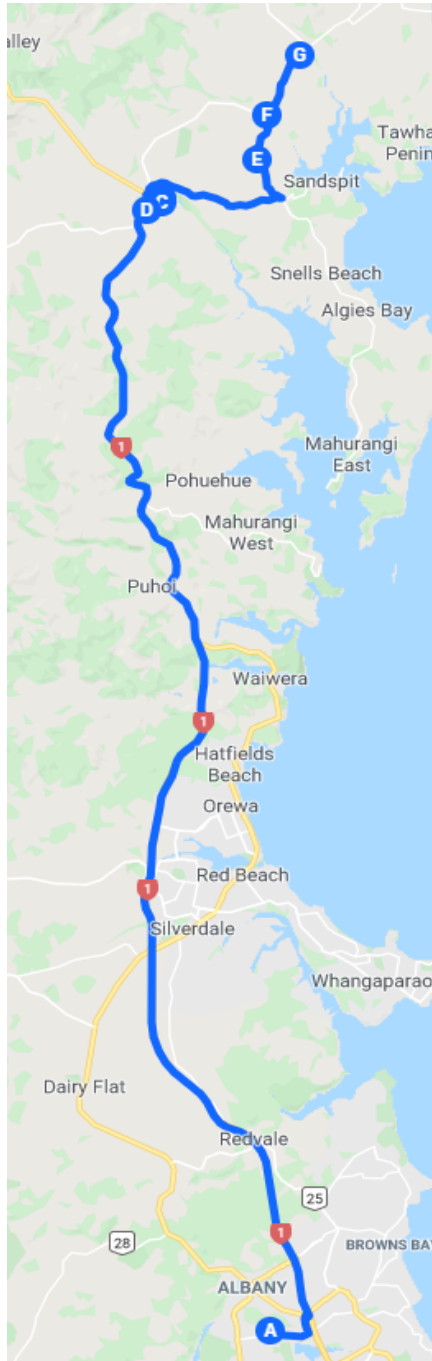 alley
G
F
Tawha
Penin
E
Sandspit
D C
Snells Beach
Algies Bay
1
Mahurangi
East
Pohuehue
Mahurangi
West
Puhoi
Waiwera
1
Hatfields
Beach
Orewa
Red Beach
1
Silverdale
Whangaparao
Dairy Flat
Redvale
25
1
28
BROWNS BA
ALBANY
A